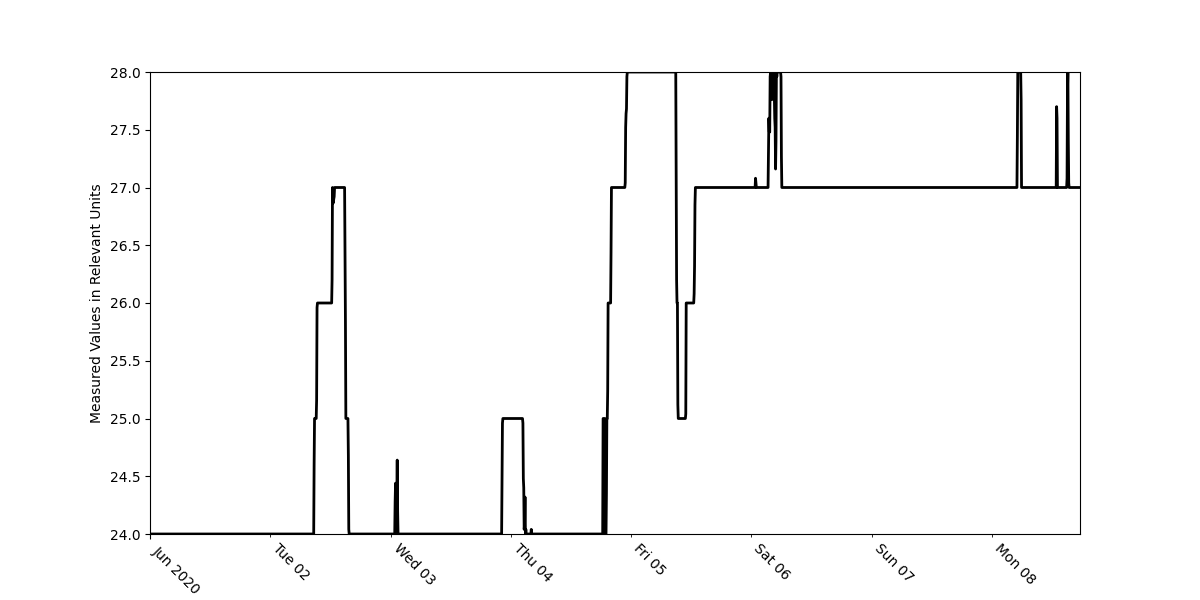 28.0
27.5
27.0
26.5
26.0
25.5
25.0
24.5
24.0
Measured Values in Relevant Units
Jun 2020
Tue 02
Wed 03
Thu 04
Fri 05
Sat 06
Sun 07
Mon 08